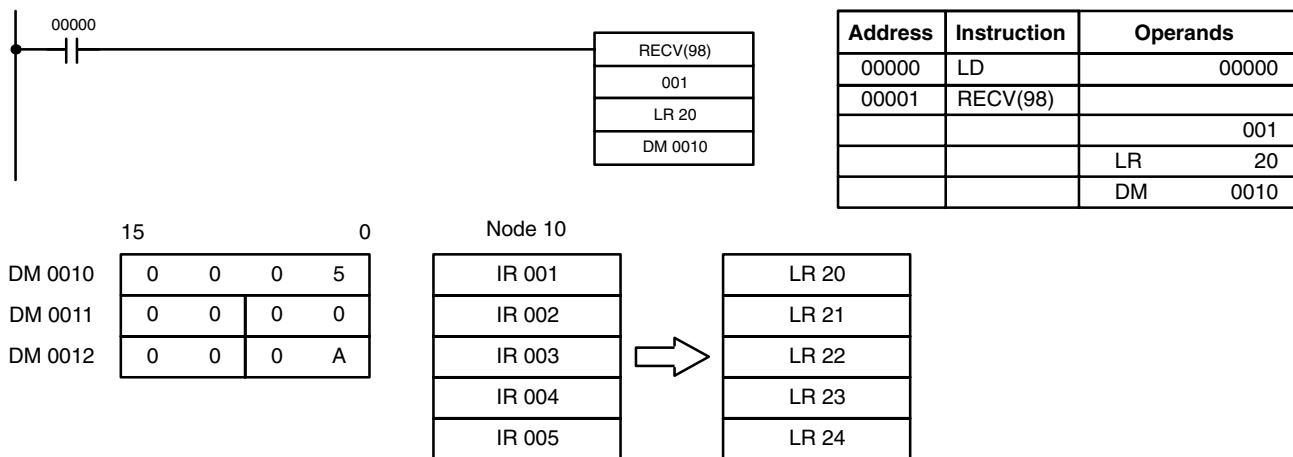 00000
RECV(98)
001
LR 20
DM 0010
Address Instruction Operands
00000 LD 00000
00001 RECV(98)
001
LR 20
DM 0010
15 0
DM 0010 0 0 0 5
DM 0011 0 0 0 0
DM 0012 0 0 0 A
Node 10
IR 001 LR 20
IR 002 LR 21
IR 003 LR 22
IR 004 LR 23
IR 005 LR 24